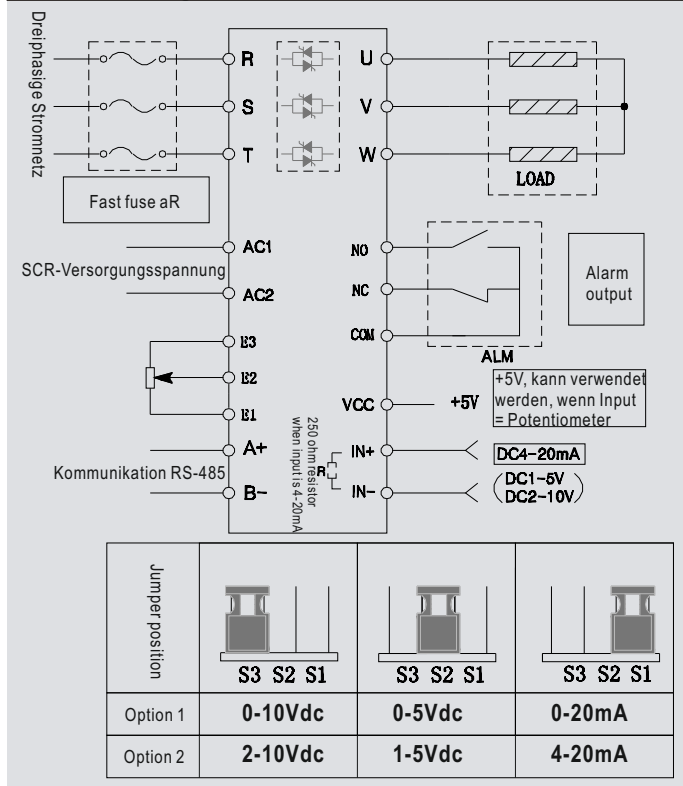 Dreiphasige Stromnetz
R
U
S
V
T
W
LOAD
Fast fuse aR
AC1
NO
SCR-Versorgungsspannung
NC
Alarm
output
AC2
COM
ALM
E3
E2
E1
VCC
+5V
+5V, kann verwendet
werden, wenn Input
= Potentiometer
A+
250 ohm resistor
when input is 4-20mA
R
IN+
DC4-20mA
Kommunikation RS-485
(DC1-5V
DC2-10V)
B-
IN-
Jumper position
S3 S2 S1
S3 S2 S1
S3 S2 S1
Option 1 0-10Vdc 0-5Vdc 0-20mA
Option 2 2-10Vdc 1-5Vdc 4-20mA